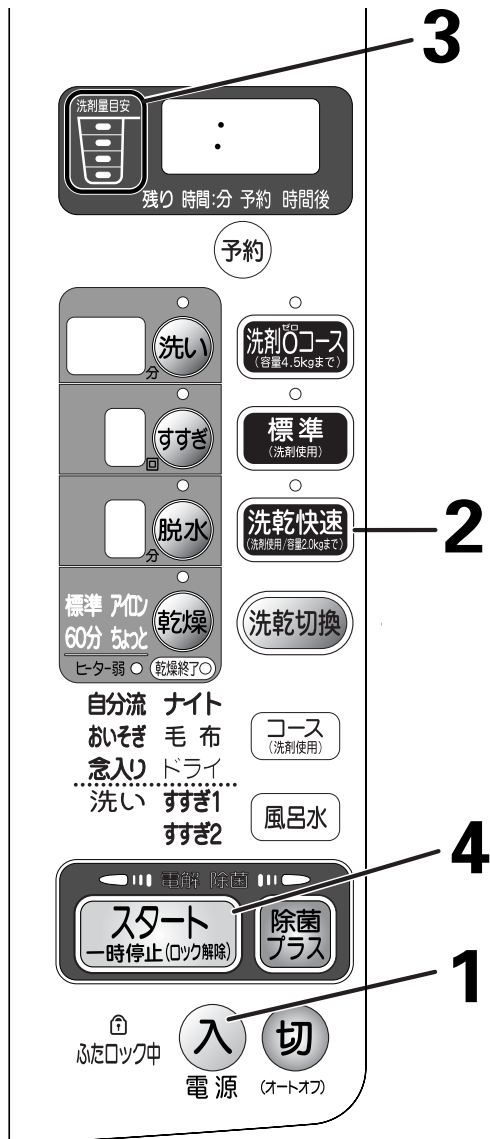 3
洗剤量目安
:
残り 時間:分 予約 時間後
予約
洗い
分
洗剤0コース
ゼロ
(容量4.5kgまで)
すすぎ
回
標準
(洗剤使用)
脱水
分
洗乾快速
(洗剤使用/容量2.0kgまで)
2
標準 アイロン
60分 ちょっと
乾燥
洗乾切換
ヒーター弱 乾燥終了
自分流 ナイト
おいそぎ 毛布
念入り ドライ
コース
(洗剤使用)
洗い すすぎ1
すすぎ2
風呂水
電解 除菌
4
スタート
一時停止(ロック解除)
除菌
プラス
1
ふたロック中
入
切
電源
(オートオフ)